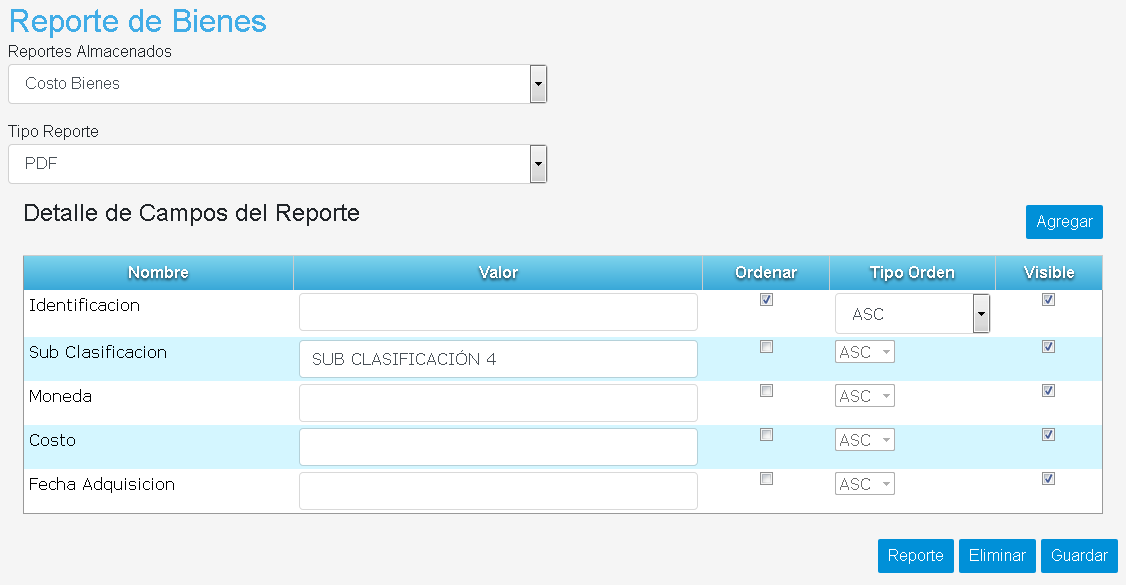 Reporte de Bienes
Reportes Almacenados
Costo Bienes
Tipo Reporte
PDF
Detalle de Campos del Reporte
Agregar
Nombre Valor Ordenar Tipo Orden Visible
Identificacion ASC
Sub Clasificacion SUB CLASIFICACIÓN 4 ASC
Moneda ASC
Costo ASC
Fecha Adquisicion ASC
Reporte Eliminar Guardar